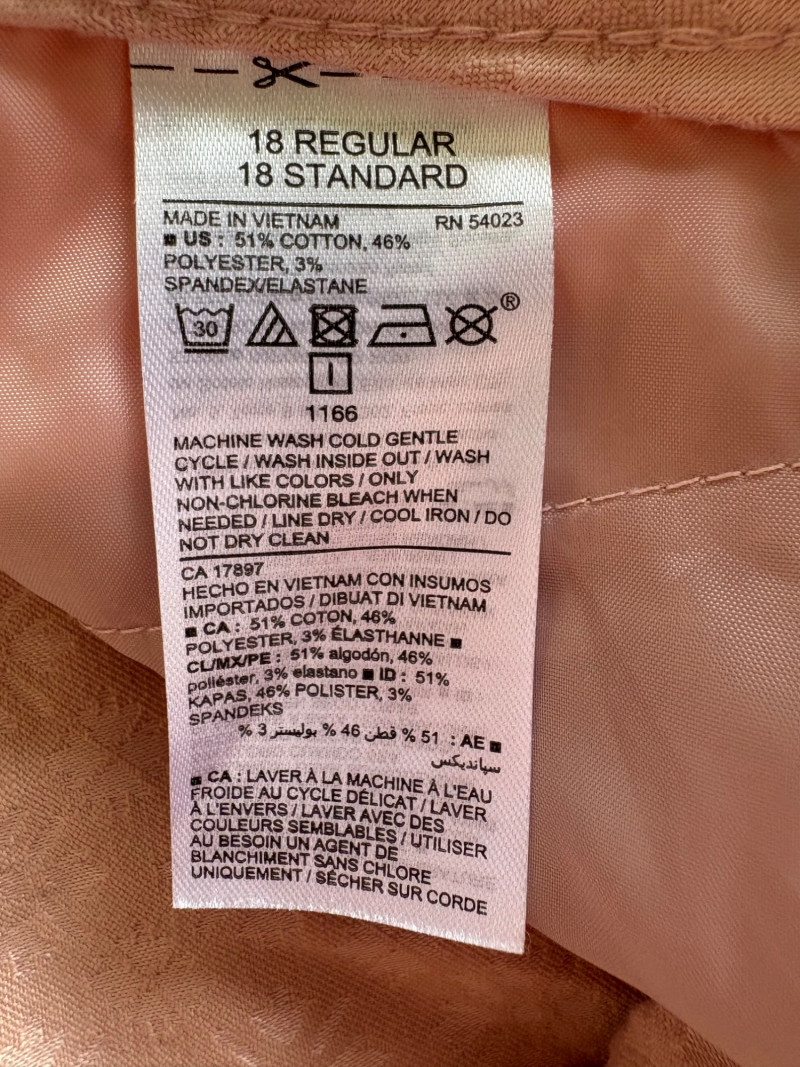 18 REGULAR
18 STANDARD
MADE IN VIETNAM RN 54023
■ US : 51% COTTON, 46%
POLYESTER, 3%
SPANDEX/ELASTANE
30
®
1166
MACHINE WASH COLD GENTLE
CYCLE / WASH INSIDE OUT / WASH
WITH LIKE COLORS / ONLY
NON-CHLORINE BLEACH WHEN
NEEDED / LINE DRY / COOL IRON / DO
NOT DRY CLEAN
CA 17897
HECHO EN VIETNAM CON INSUMOS
IMPORTADOS / DIBUAT DI VIETNAM
■ CA : 51% COTON, 46%
POLYESTER, 3% ÉLASTHANNE ■
CL/MX/PE : 51% algodón, 46%
poliéster, 3% elastano ■ ID : 51%
KAPAS, 46% POLISTER, 3%
SPANDEKS
■ AE : 51 % قطن 46 % بوليستر 3 %
سپانديكس
■ CA : LAVER À LA MACHINE À L'EAU
FROIDE AU CYCLE DÉLICAT / LAVER
À L'ENVERS / LAVER AVEC DES
COULEURS SEMBLABLES / UTILISER
AU BESOIN UN AGENT DE
BLANCHIMENT SANS CHLORE
UNIQUEMENT / SÉCHER SUR CORDE